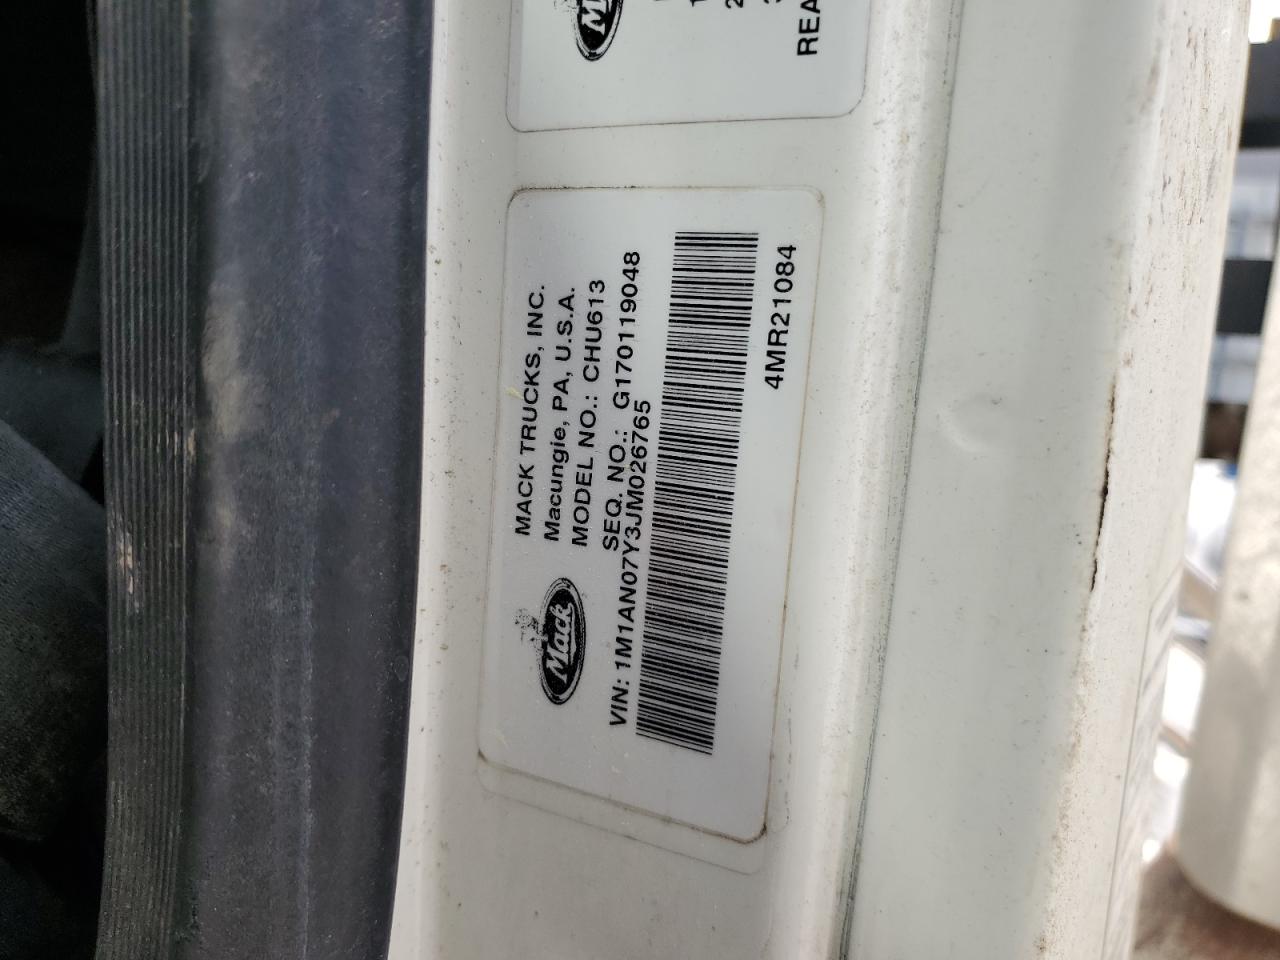 MACK TRUCKS, INC.
Macungie, PA, U.S.A.
MODEL NO.: CHU613
SEQ. NO.: G170119048
Mack
VIN: 1M1AN07Y3JM026765
4MR21084
REA